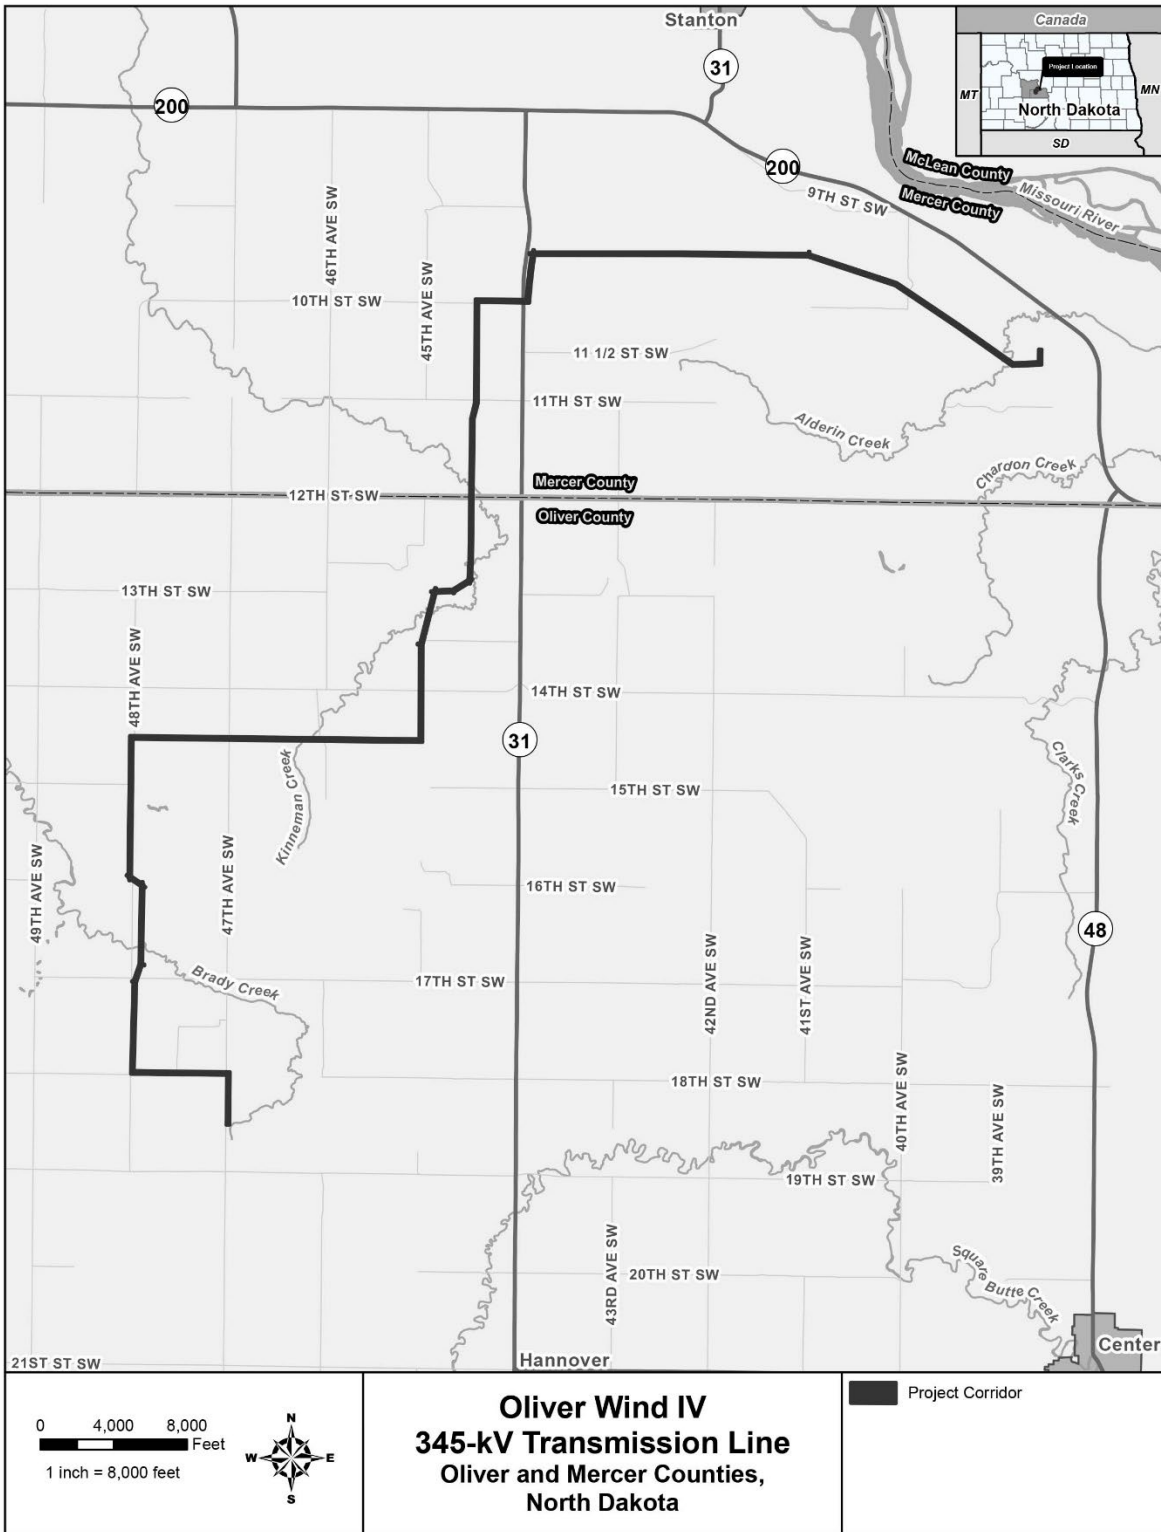 Stanton
Canada
31
Project Location
MT
MN
North Dakota
SD
200
200
McLean County
Mercer County
Missouri River
9TH ST SW
46TH AVE SW
45TH AVE SW
10TH ST SW
11 1/2 ST SW
11TH ST SW
Alderin Creek
Chardon Creek
Mercer County
12TH ST SW
Oliver County
13TH ST SW
48TH AVE SW
14TH ST SW
31
Kinneman Creek
Clarks Creek
15TH ST SW
49TH AVE SW
47TH AVE SW
16TH ST SW
48
42ND AVE SW
41ST AVE SW
Brady Creek
17TH ST SW
18TH ST SW
40TH AVE SW
39TH AVE SW
19TH ST SW
43RD AVE SW
20TH ST SW
Square Butte Creek
Center
21ST ST SW
Hannover
0 4,000 8,000
Feet
1 inch = 8,000 feet
N
W
E
S
Oliver Wind IV
345-kV Transmission Line
Oliver and Mercer Counties,
North Dakota
Project Corridor